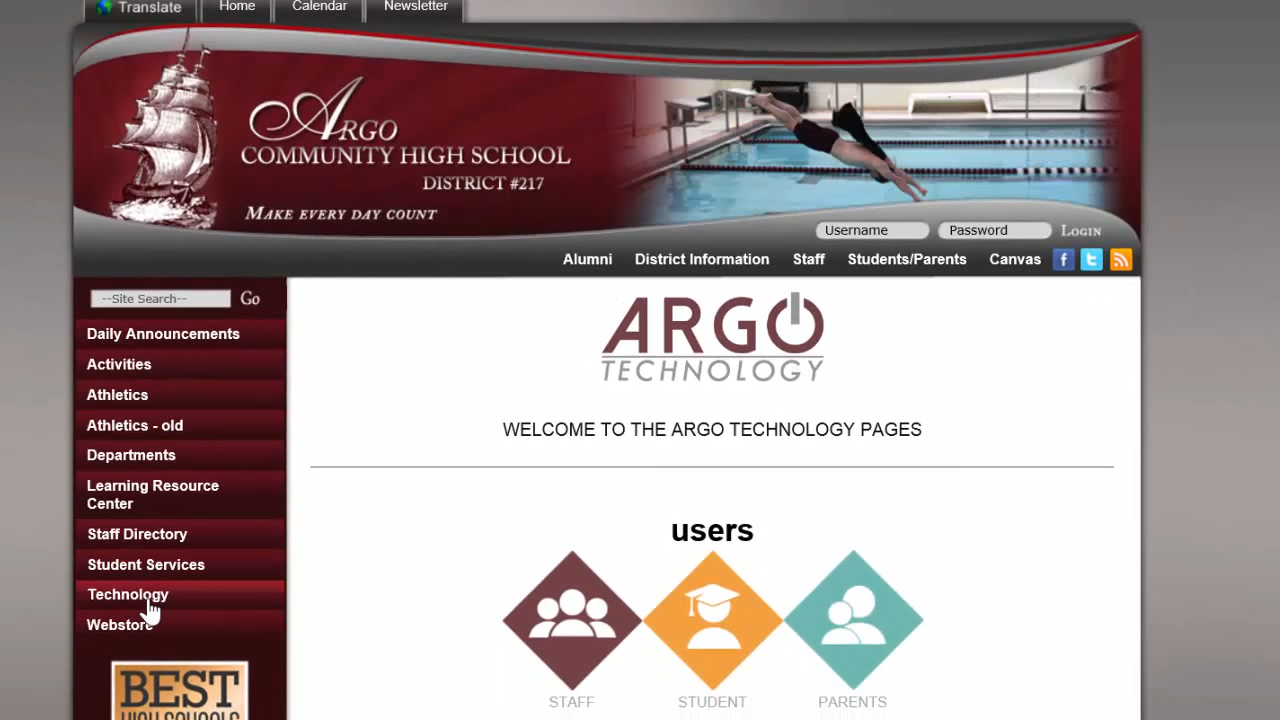 Translate
Home
Calendar
Newsletter
ARGO
COMMUNITY HIGH SCHOOL
DISTRICT #217
MAKE EVERY DAY COUNT
Username
Password
LOGIN
Alumni
District Information
Staff
Students/Parents
Canvas
f
t
--Site Search--
Go
Daily Announcements
Activities
Athletics
Athletics - old
Departments
Learning Resource
Center
Staff Directory
Student Services
Technology
Webstore
BEST
HIGH SCHOOLS
ARGO
TECHNOLOGY
WELCOME TO THE ARGO TECHNOLOGY PAGES
users
STAFF
STUDENT
PARENTS